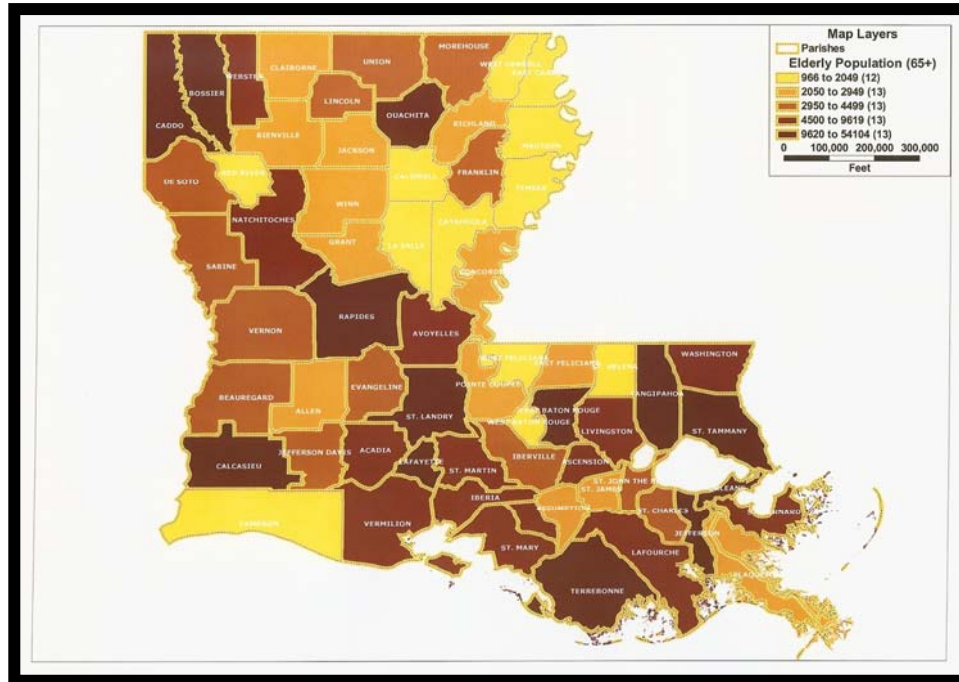 Map Layers
Parishes
Elderly Population (65+)
966 to 2049 (12)
2050 to 2949 (13)
2950 to 4499 (13)
4500 to 9619 (13)
9620 to 54104 (13)
0 100,000 200,000 300,000
Feet
MOREHOUSE
CLAIBORNE
UNION
WEBSTER
BOSSIER
LINCOLN
CADDO
OUACHITA
RICHLAND
BIENVILLE
MADISON
JACKSON
FRANKLIN
CALDWELL
DE SOTO
RED RIVER
TENSAS
WINN
NATCHITOCHES
CATAHOULA
GRANT
LA SALLE
SABINE
CONCORDIA
RAPIDES
VERNON
AVOYELLES
WASHINGTON
WEST FELICIANA
EAST FELICIANA
ST. HELENA
EVANGELINE
POINTE COUPEE
BEAUREGARD
TANGIPAHOA
ALLEN
ST. LANDRY
EAST BATON ROUGE
WEST BATON ROUGE
LIVINGSTON
ST. TAMMANY
ACADIA
JEFFERSON DAVIS
IBERVILLE
CALCASIEU
LAFAYETTE
ASCENSION
ST. MARTIN
ST. JOHN THE B
ST. JAMES
IBERIA
ASSUMPTION
ST. CHARLES
CAMERON
VERMILION
JEFFERSON
ST. MARY
LAFOURCHE
TERREBONNE